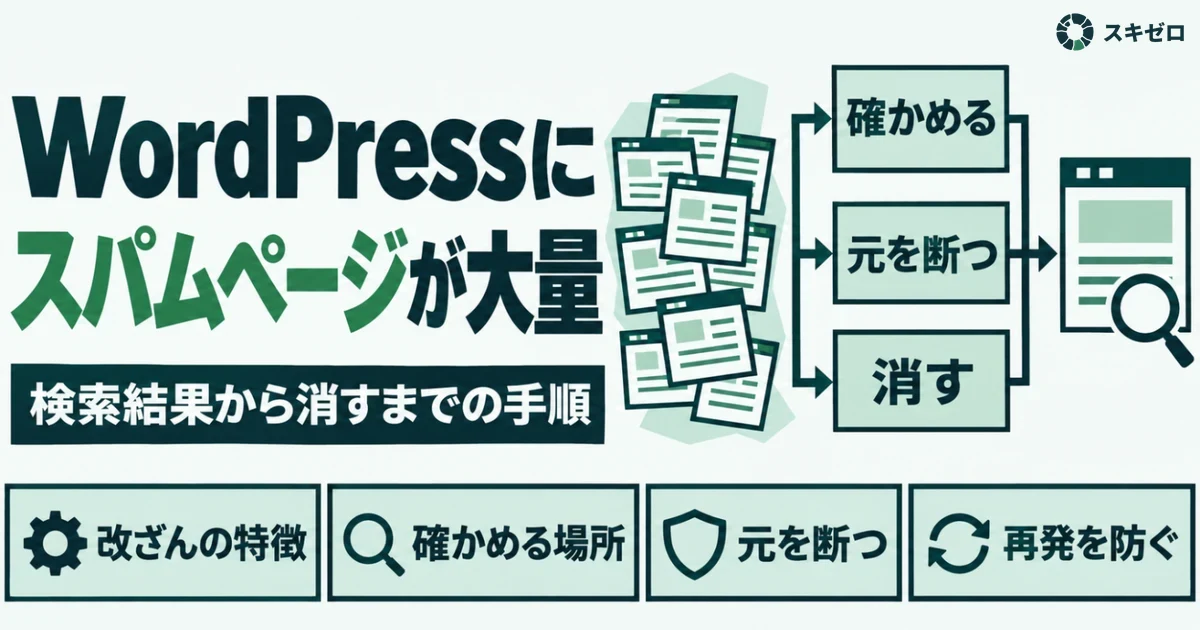 スキゼロ
WordPressに
スパムページが大量
検索結果から消すまでの手順
確かめる
元を断つ
消す
改ざんの特徴
確かめる場所
元を断つ
再発を防ぐ